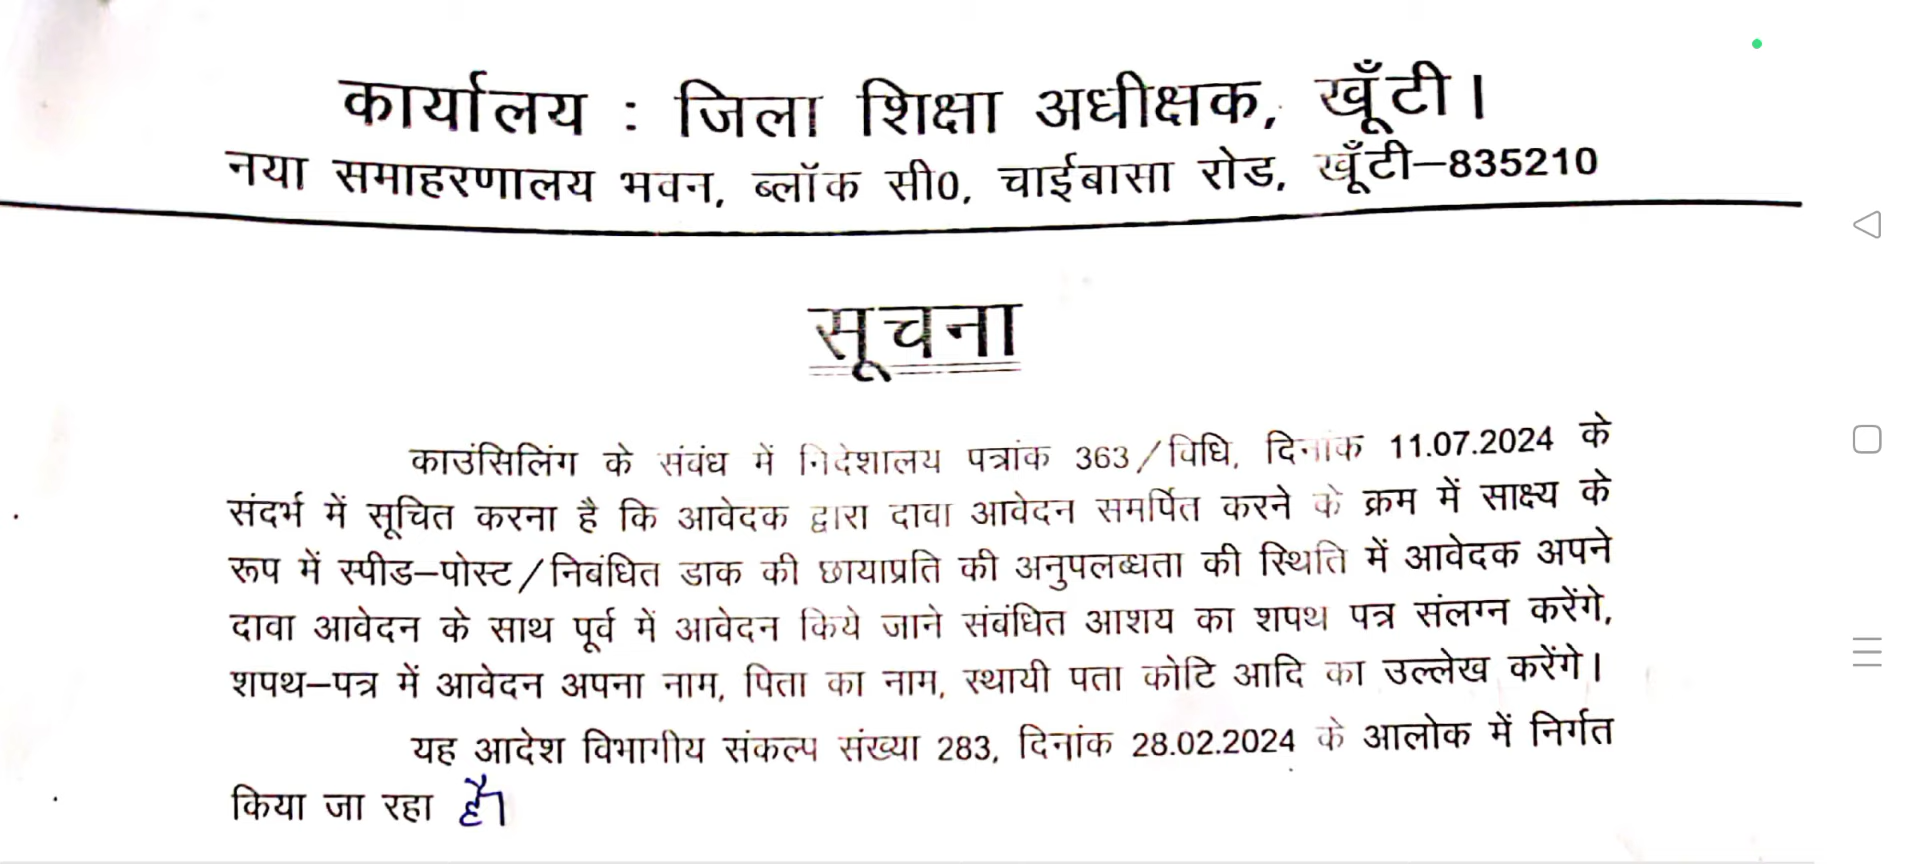 कार्यालय : जिला शिक्षा अधीक्षक, खूँटी।
नया समाहरणालय भवन, ब्लॉक सी0, चाईबासा रोड, खूँटी–835210
सूचना
काउंसिलिंग के संबंध में निदेशालय पत्रांक 363/विधि, दिनांक 11.07.2024 के
संदर्भ में सूचित करना है कि आवेदक द्वारा दावा आवेदन समर्पित करने के क्रम में साक्ष्य के
रूप में स्पीड–पोस्ट/निबंधित डाक की छायाप्रति की अनुपलब्धता की स्थिति में आवेदक अपने
दावा आवेदन के साथ पूर्व में आवेदन किये जाने संबंधित आशय का शपथ पत्र संलग्न करेंगे,
शपथ–पत्र में आवेदन अपना नाम, पिता का नाम, स्थायी पता कोटि आदि का उल्लेख करेंगे।
यह आदेश विभागीय संकल्प संख्या 283, दिनांक 28.02.2024 के आलोक में निर्गत
किया जा रहा है।